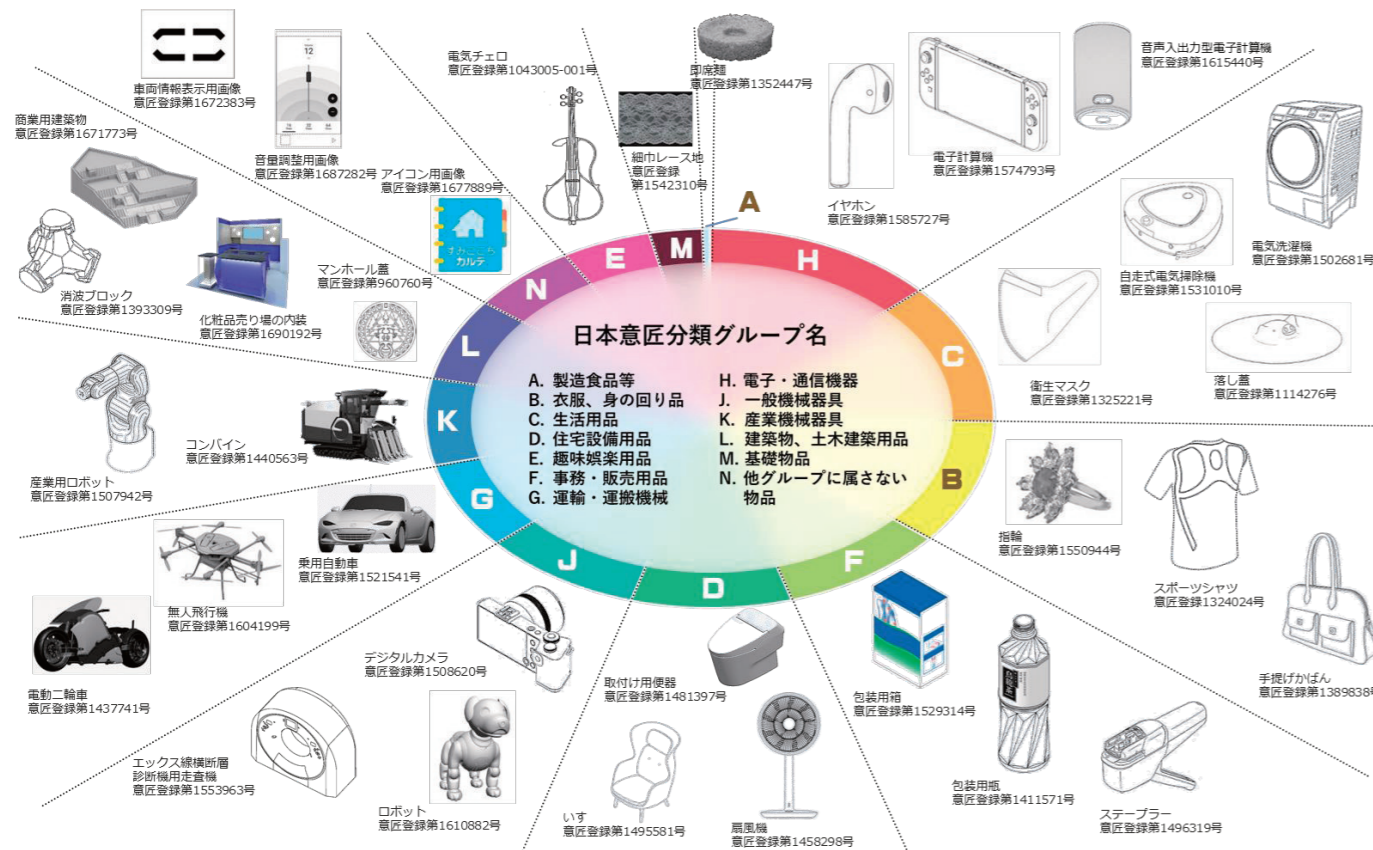 車両情報表示用画像
意匠登録第1672383号
音量調整用画像
意匠登録第1687282号
アイコン用画像
意匠登録第1677889号
すねここら
カルテ
電気チェロ
意匠登録第1043005-001号
即席麺
意匠登録第1352447号
細巾レース地
意匠登録
第1542310号
イヤホン
意匠登録第1585727号
電子計算機
意匠登録第1574793号
音声入出力型電子計算機
意匠登録第1615440号
商業用建築物
意匠登録第1671773号
消波ブロック
意匠登録第1393309号
化粧品売り場の内装
意匠登録第1690192号
マンホール蓋
意匠登録第960760号
自走式電気掃除機
意匠登録第1531010号
電気洗濯機
意匠登録第1502681号
衛生マスク
意匠登録第1325221号
落し蓋
意匠登録第1114276号
産業用ロボット
意匠登録第1507942号
コンバイン
意匠登録第1440563号
A
H
C
B
F
D
J
G
K
L
N
E
M
日本意匠分類グループ名
A. 製造食品等
B. 衣服、身の回り品
C. 生活用品
D. 住宅設備用品
E. 趣味娯楽用品
F. 事務・販売用品
G. 運輸・運搬機械
H. 電子・通信機器
J. 一般機械器具
K. 産業機械器具
L. 建築物、土木建築用品
M. 基礎物品
N. 他グループに属さない
物品
指輪
意匠登録第1550944号
スポーツシャツ
意匠登録1324024号
手提げかばん
意匠登録第1389838号
無人飛行機
意匠登録第1604199号
乗用自動車
意匠登録第1521541号
電動二輪車
意匠登録第1437741号
エックス線横断層
診断機用走査機
意匠登録第1553963号
デジタルカメラ
意匠登録第1508620号
ロボット
意匠登録第1610882号
取付け用便器
意匠登録第1481397号
いす
意匠登録第1495581号
扇風機
意匠登録第1458298号
包装用箱
意匠登録第1529314号
包装用瓶
意匠登録第1411571号
ステープラー
意匠登録第1496319号